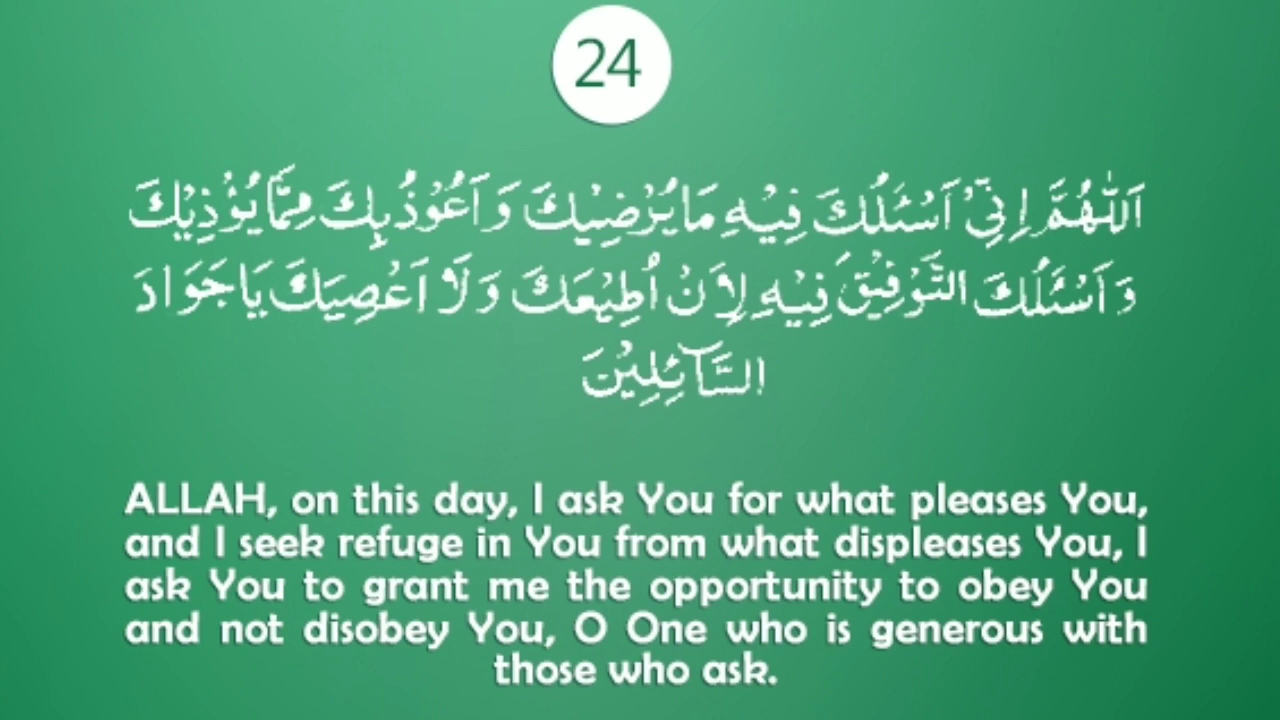 24
اَللّٰهُمَّ اِنِّيْٓ اَسْئَلُكَ فِيْهِ مَا يُرْضِيْكَ وَ اَعُوْذُ بِكَ مِمَّا يُؤْذِيْكَ
وَ اَسْئَلُكَ التَّوْفِيْقَ فِيْهِ لِاَنْ اُطِيْعَكَ وَ لَا اَعْصِيَكَ يَا جَوَادَ
السَّآئِلِيْنَ
ALLAH, on this day, I ask You for what pleases You,
and I seek refuge in You from what displeases You, I
ask You to grant me the opportunity to obey You
and not disobey You, O One who is generous with
those who ask.